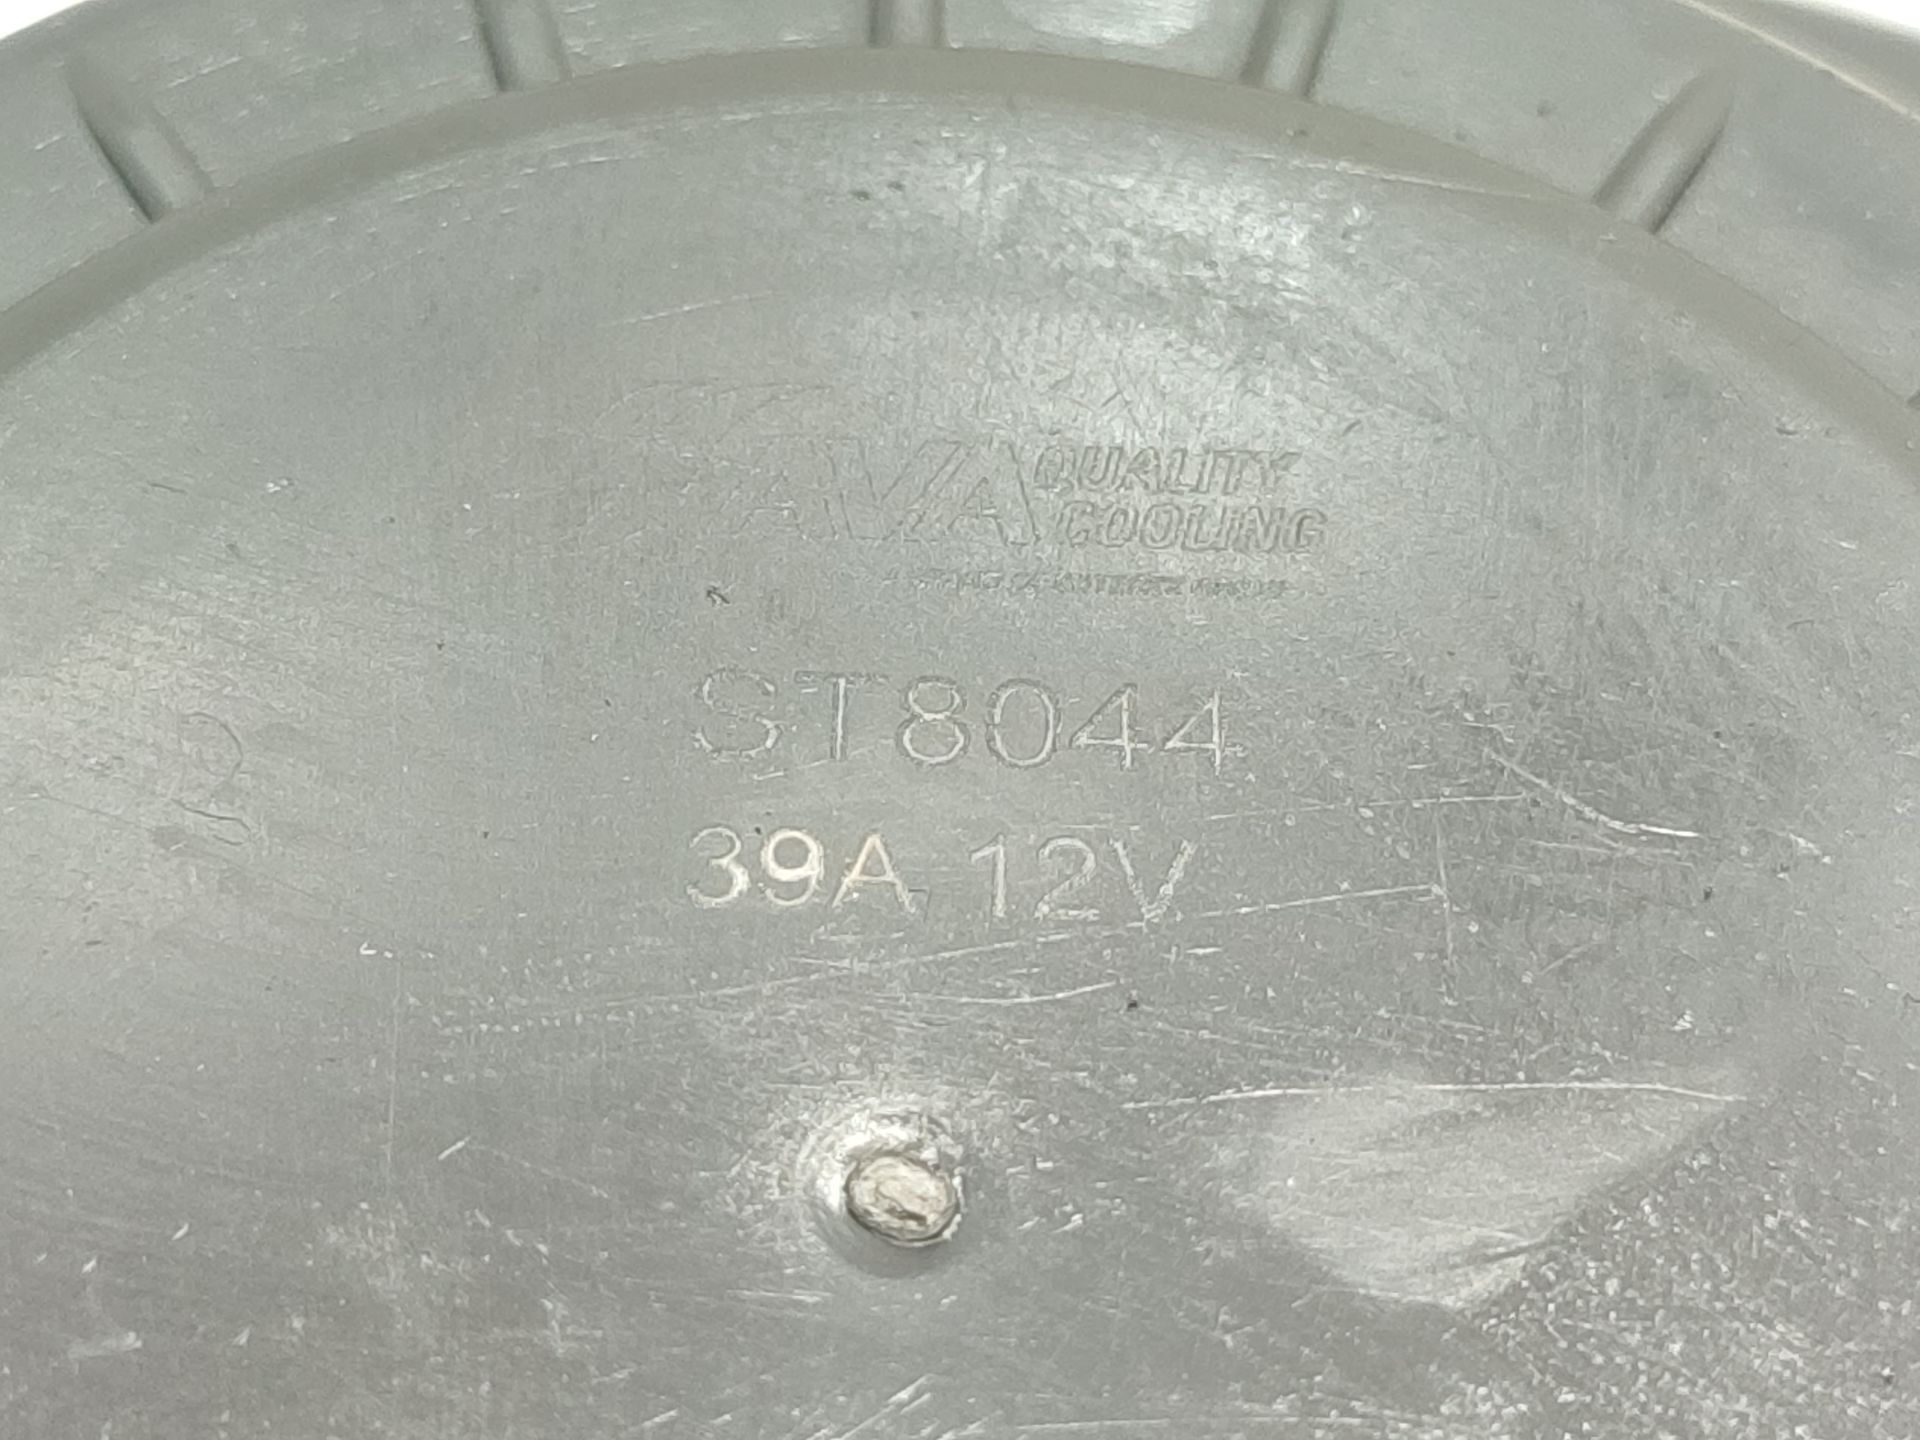 AVA QUALITY
COOLING
ST8044
39A 12V